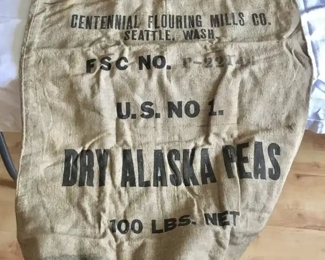 CENTENNIAL FLOURING MILLS CO.
SEATTLE, WASH.
FSC NO.
U.S. NO 1.
DRY ALASKA PEAS
100 LBS. NET